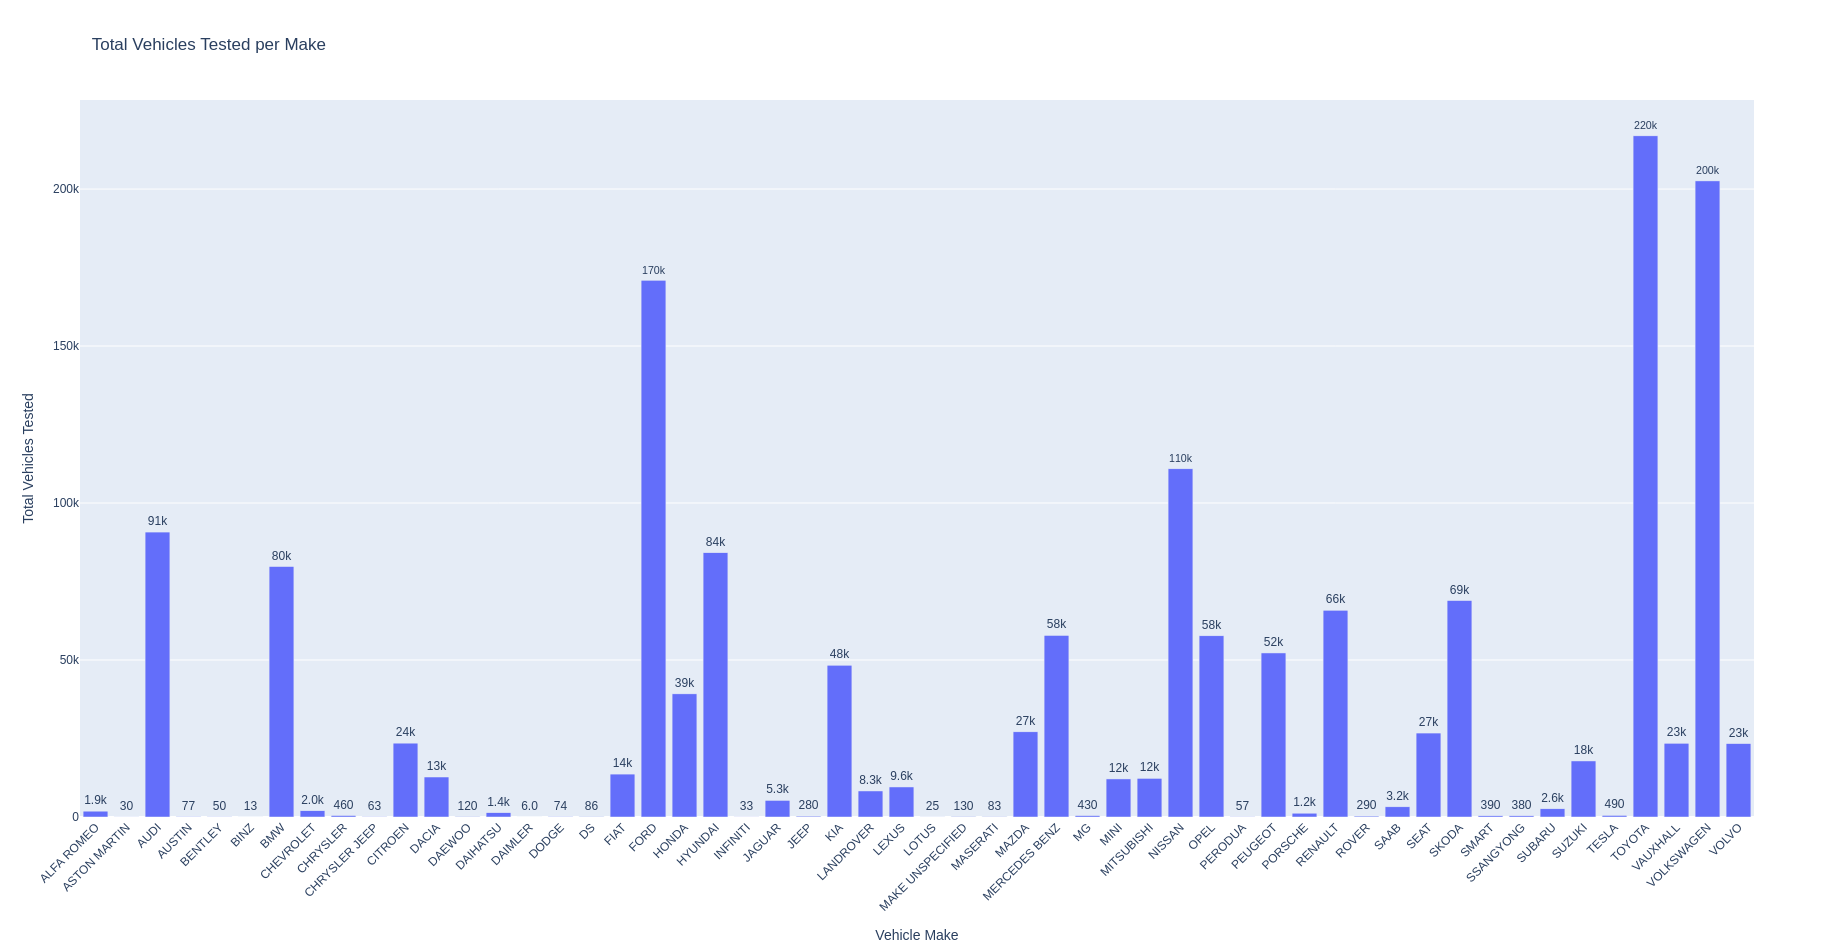 Total Vehicles Tested per Make
Total Vehicles Tested
200k
150k
100k
50k
0
1.9k
30
91k
77
50
13
80k
2.0k
460
63
24k
13k
120
1.4k
6.0
74
86
14k
170k
39k
84k
33
5.3k
280
48k
8.3k
9.6k
25
130
83
27k
58k
430
12k
12k
110k
58k
57
52k
1.2k
66k
290
3.2k
27k
69k
390
380
2.6k
18k
490
220k
23k
200k
23k
ALFA ROMEO
ASTON MARTIN
AUDI
AUSTIN
BENTLEY
BINZ
BMW
CHEVROLET
CHRYSLER
CHRYSLER JEEP
CITROEN
DACIA
DAEWOO
DAIHATSU
DAIMLER
DODGE
DS
FIAT
FORD
HONDA
HYUNDAI
INFINITI
JAGUAR
JEEP
KIA
LANDROVER
LEXUS
LOTUS
MAKE UNSPECIFIED
MASERATI
MAZDA
MERCEDES BENZ
MG
MINI
MITSUBISHI
NISSAN
OPEL
PERODUA
PEUGEOT
PORSCHE
RENAULT
ROVER
SAAB
SEAT
SKODA
SMART
SSANGYONG
SUBARU
SUZUKI
TESLA
TOYOTA
VAUXHALL
VOLKSWAGEN
VOLVO
Vehicle Make